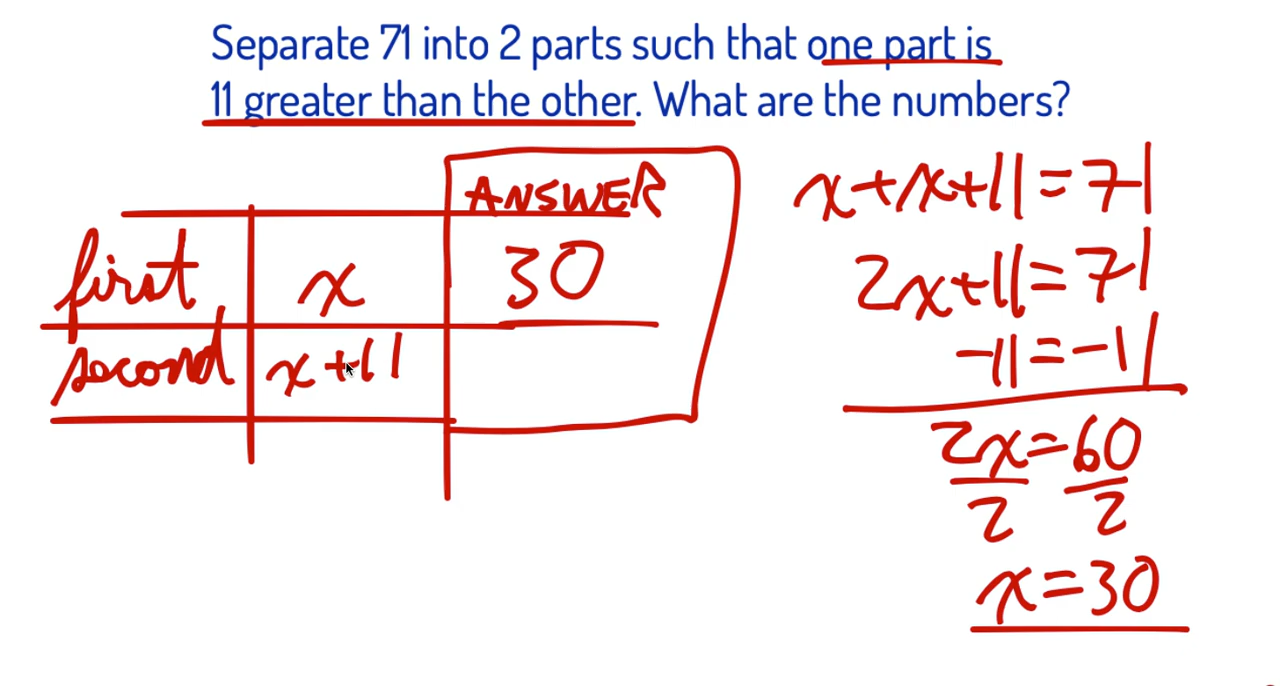 Separate 71 into 2 parts such that one part is
11 greater than the other. What are the numbers?
ANSWER
first x 30
second x+11
x+x+11=71
2x+11=71
-11=-11
2x=60
2 2
x=30